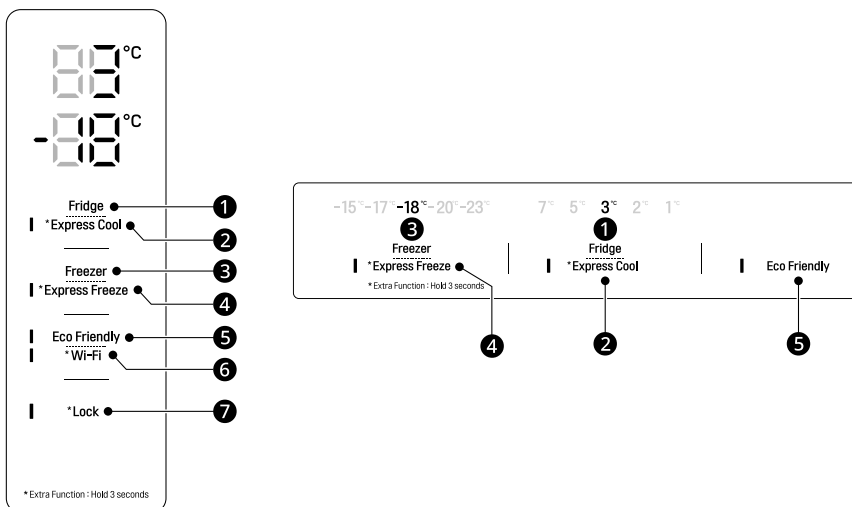 3 °C
-18 °C
Fridge
*Express Cool
Freezer
*Express Freeze
Eco Friendly
*Wi-Fi
*Lock
*Extra Function : Hold 3 seconds
1
2
3
4
5
6
7
-15°C -17°C -18°C -20°C -23°C 7°C 5°C 3°C 2°C 1°C
3 1
Freezer Fridge
*Express Freeze *Express Cool Eco Friendly
*Extra Function : Hold 3 seconds
4 2 5